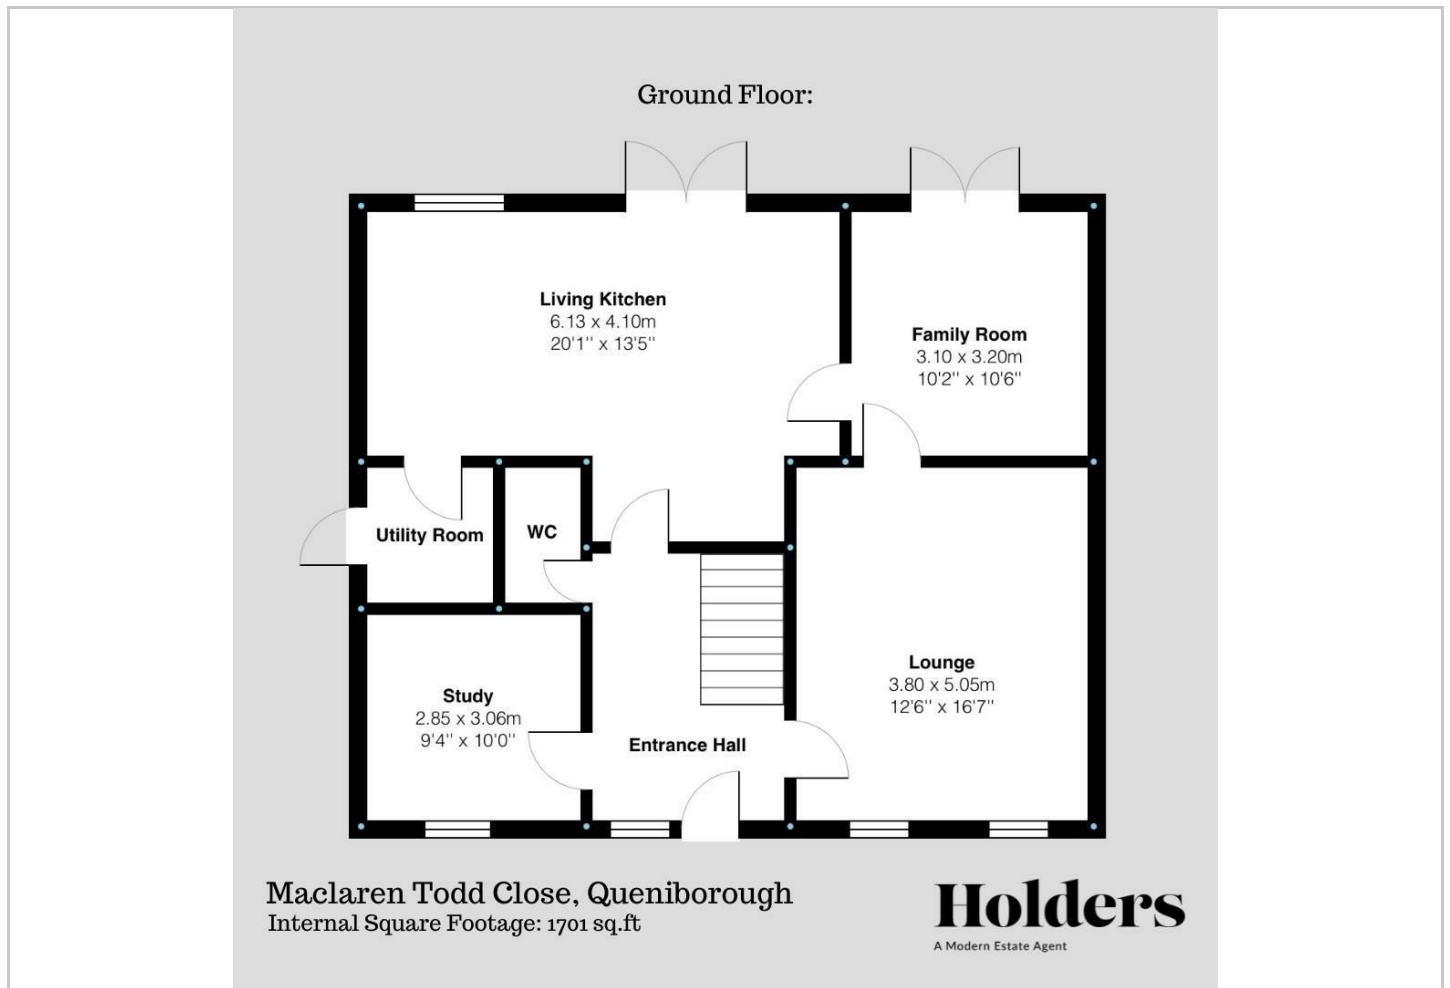 Ground Floor:
Living Kitchen
6.13 x 4.10m
20'1'' x 13'5''
Family Room
3.10 x 3.20m
10'2'' x 10'6''
Utility Room
WC
Study
2.85 x 3.06m
9'4'' x 10'0''
Entrance Hall
Lounge
3.80 x 5.05m
12'6'' x 16'7''
Maclaren Todd Close, Queniborough
Internal Square Footage: 1701 sq.ft
Holders
A Modern Estate Agent